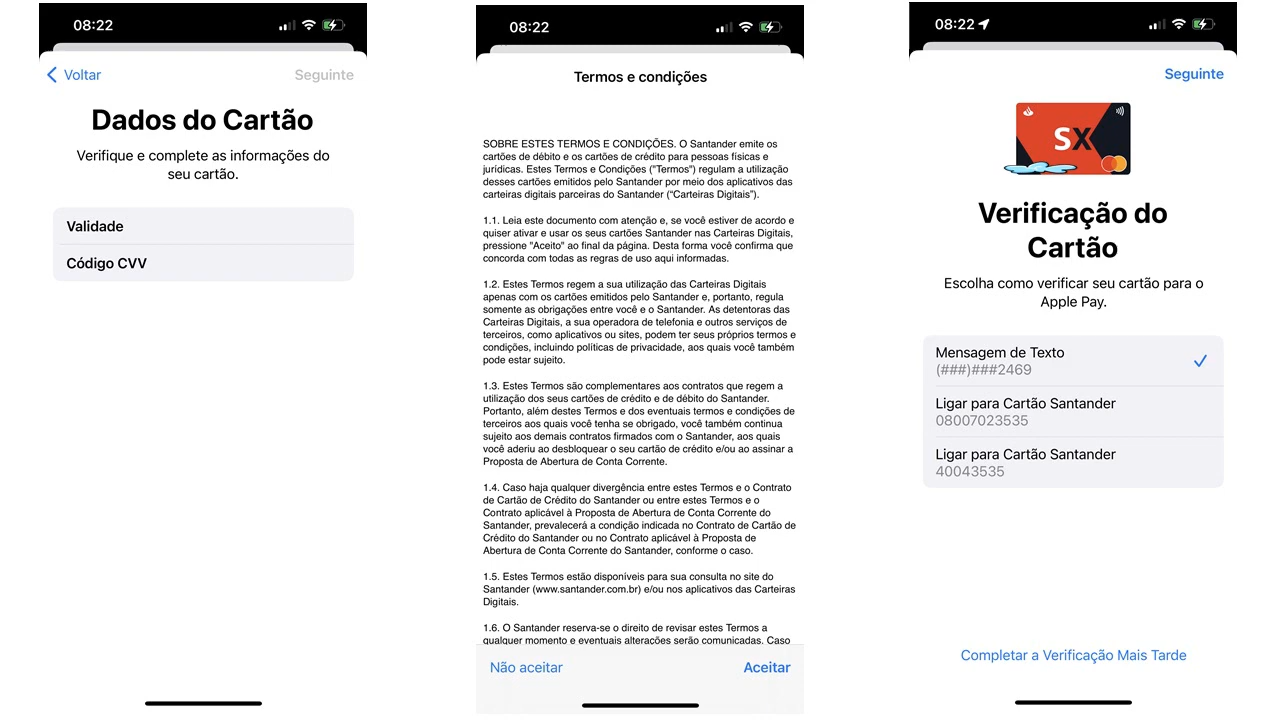 08:22
Voltar
Seguinte
Dados do Cartão
Verifique e complete as informações do
seu cartão.
Validade
Código CVV
08:22
Termos e condições
SOBRE ESTES TERMOS E CONDIÇÕES. O Santander emite os
cartões de débito e os cartões de crédito para pessoas físicas e
jurídicas. Estes Termos e Condições ("Termos") regulam a utilização
desses cartões emitidos pelo Santander por meio dos aplicativos das
carteiras digitais parceiras do Santander (“Carteiras Digitais”).
1.1. Leia este documento com atenção e, se você estiver de acordo e
quiser ativar e usar os seus cartões Santander nas Carteiras Digitais,
pressione "Aceito" ao final da página. Desta forma você confirma que
concorda com todas as regras de uso aqui informadas.
1.2. Estes Termos regem a sua utilização das Carteiras Digitais
apenas com os cartões emitidos pelo Santander e, portanto, regula
somente as obrigações entre você e o Santander. As detentoras das
Carteiras Digitais, a sua operadora de telefonia e outros serviços de
terceiros, como aplicativos ou sites, podem ter seus próprios termos e
condições, incluindo políticas de privacidade, aos quais você também
pode estar sujeito.
1.3. Estes Termos são complementares aos contratos que regem a
utilização dos seus cartões de crédito e de débito do Santander.
Portanto, além destes Termos e dos eventuais termos e condições de
terceiros aos quais você tenha se obrigado, você também continua
sujeito aos demais contratos firmados com o Santander, aos quais
você aderiu ao desbloquear o seu cartão de crédito e/ou ao assinar a
Proposta de Abertura de Conta Corrente.
1.4. Caso haja qualquer divergência entre estes Termos e o Contrato
de Cartão de Crédito do Santander ou entre estes Termos e o
Contrato aplicável à Proposta de Abertura de Conta Corrente do
Santander, prevalecerá a condição indicada no Contrato de Cartão de
Crédito do Santander ou no Contrato aplicável à Proposta de
Abertura de Conta Corrente do Santander, conforme o caso.
1.5. Estes Termos estão disponíveis para sua consulta no site do
Santander (www.santander.com.br) e/ou nos aplicativos das Carteiras
Digitais.
1.6. O Santander reserva-se o direito de revisar estes Termos a
qualquer momento e eventuais alterações serão comunicadas. Caso
Não aceitar
Aceitar
08:22
Seguinte
SX
Verificação do
Cartão
Escolha como verificar seu cartão para o
Apple Pay.
Mensagem de Texto
(###)###2469
Ligar para Cartão Santander
08007023535
Ligar para Cartão Santander
40043535
Completar a Verificação Mais Tarde